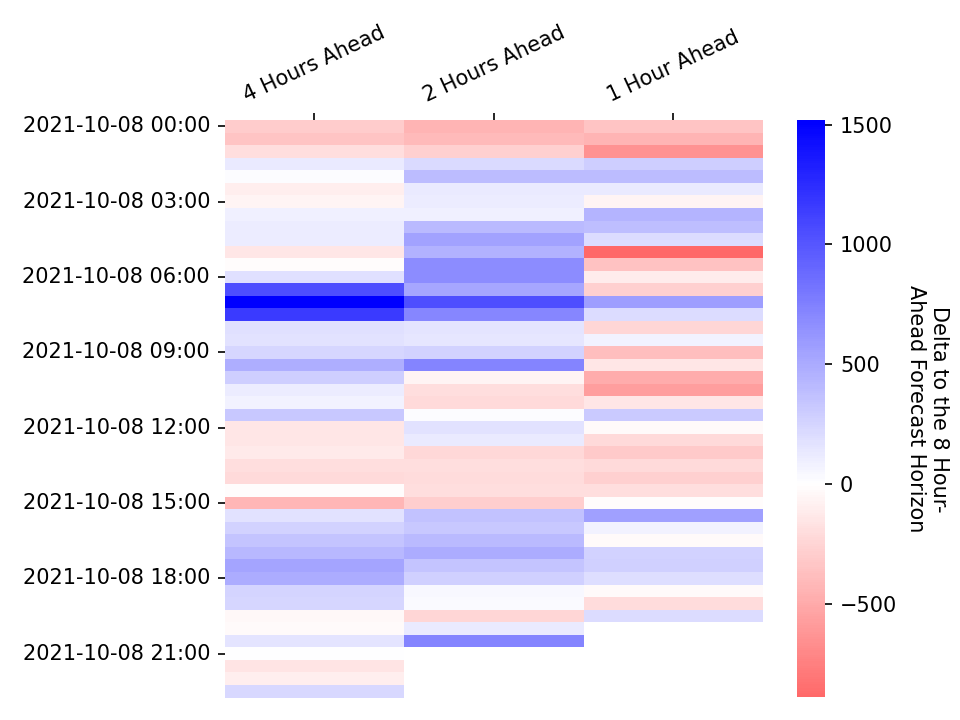 4 Hours Ahead
2 Hours Ahead
1 Hour Ahead
2021-10-08 00:00
2021-10-08 03:00
2021-10-08 06:00
2021-10-08 09:00
2021-10-08 12:00
2021-10-08 15:00
2021-10-08 18:00
2021-10-08 21:00
1500
1000
500
0
−500
Delta to the 8 Hour-
Ahead Forecast Horizon